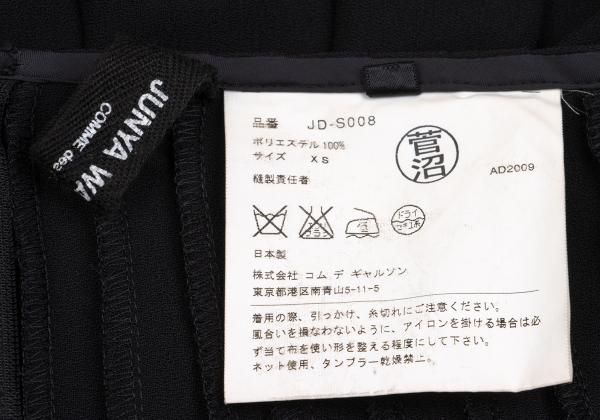 JUNYA WA
COMME des
品番 JD-S008
ポリエステル 100%
サイズ XS
縫製責任者
菅沼
AD2009
ドライ
日本製
株式会社 コム デ ギャルソン
東京都港区南青山5-11-5
着用の際、引っかけ、糸切れにご注意ください。
風合いを損なわないように、アイロンを掛ける場合は必
ず当て布を使い形を整える程度にして下さい。
ネット使用、タンブラー乾燥禁止。